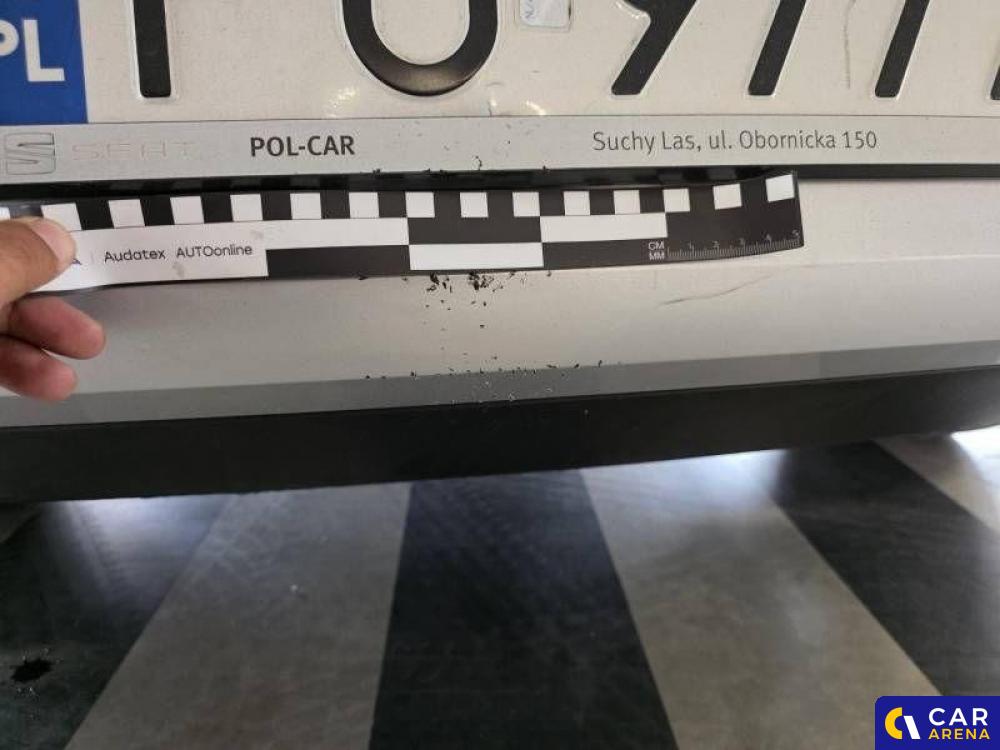 PL
SEAT POL-CAR Suchy Las, ul. Obornicka 150
Audatex AUTOonline
CM 1 2 3 4 5
MM
CAR
ARENA